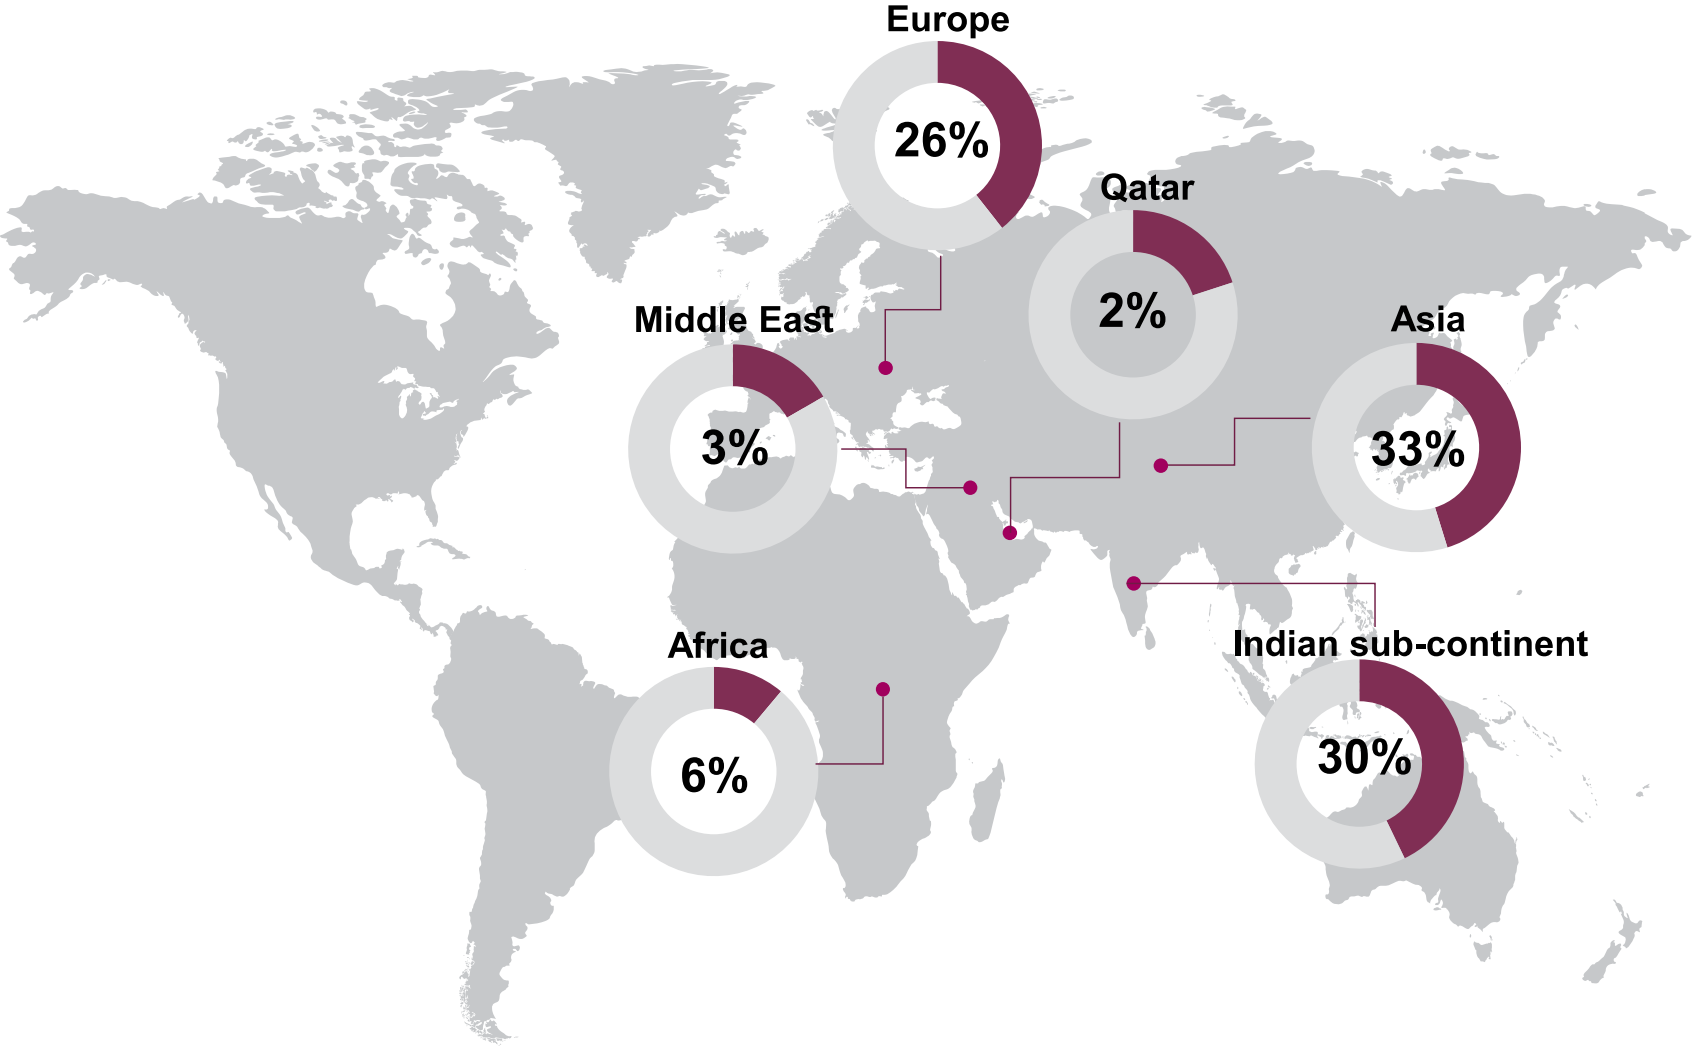 Europe
26%
Qatar
2%
Middle East
3%
Asia
33%
Africa
6%
Indian sub-continent
30%